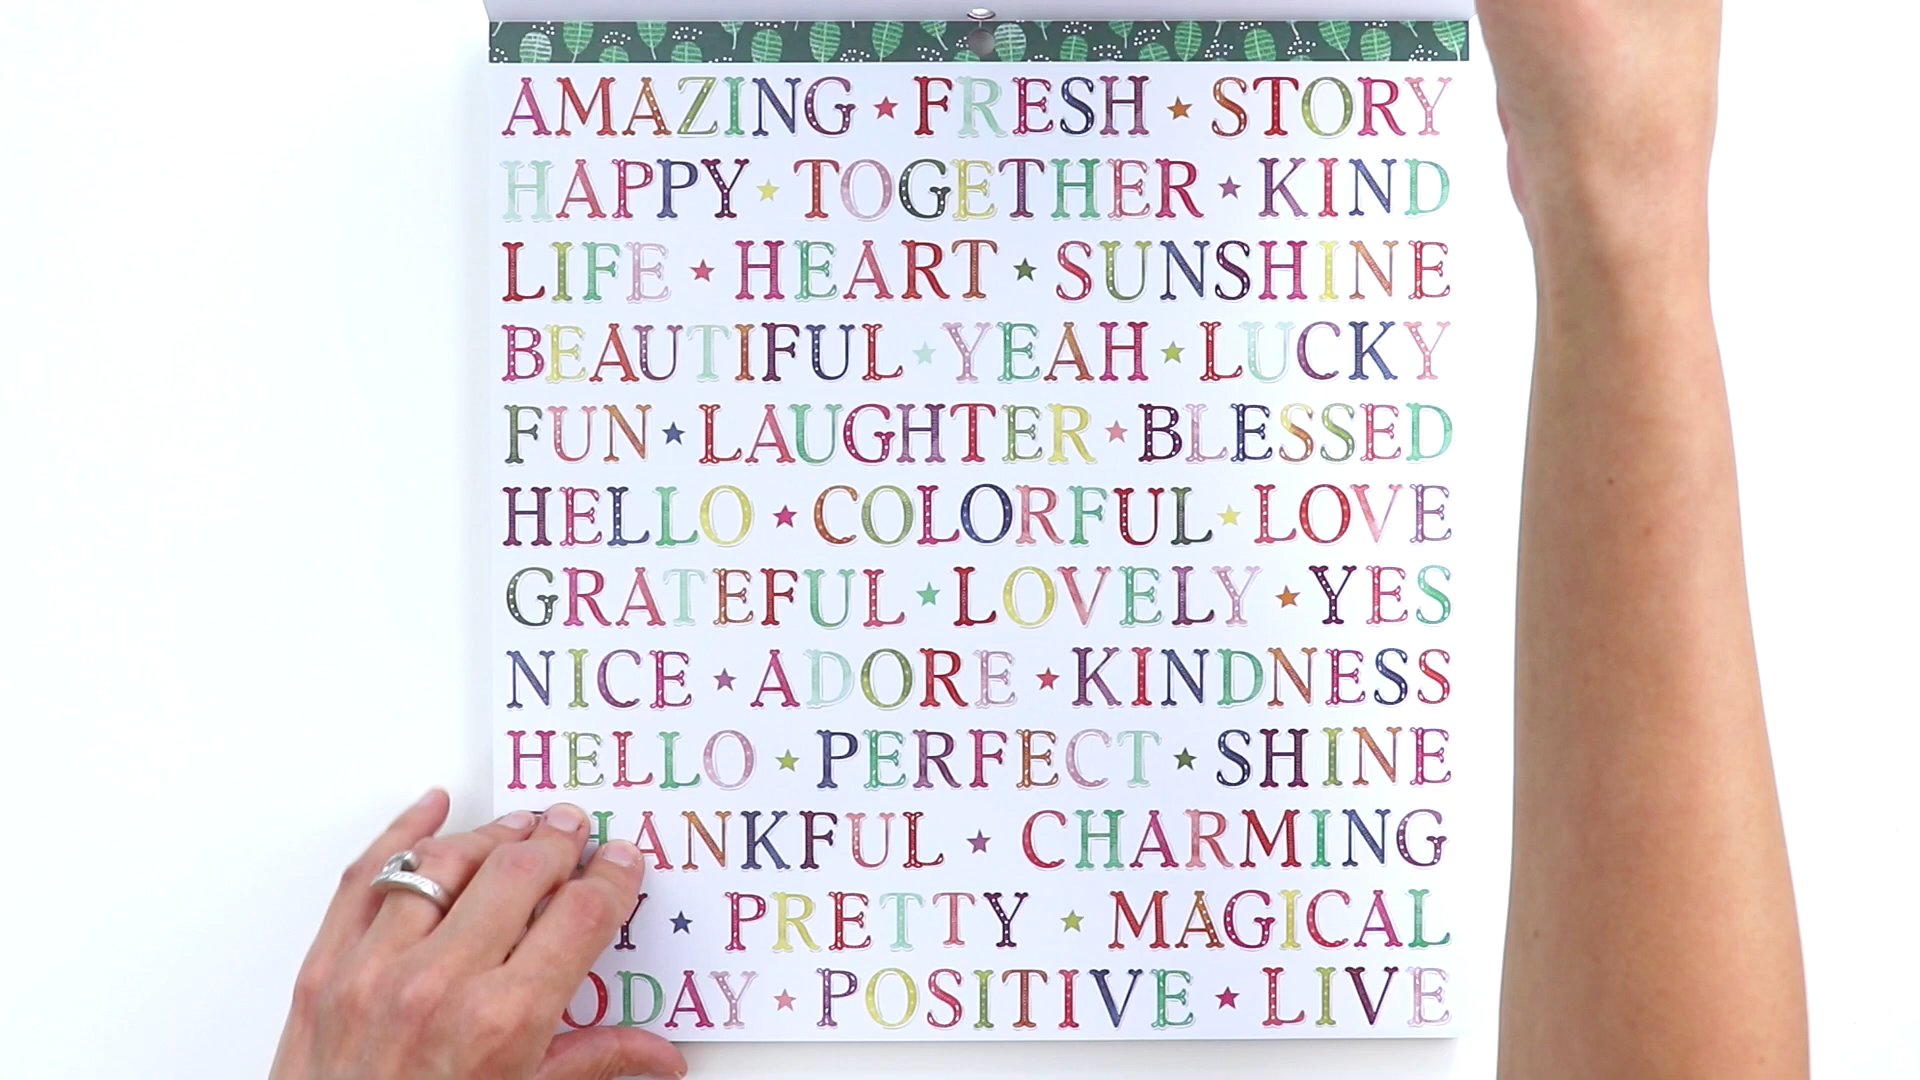 AMAZING ★ FRESH ★ STORY
HAPPY ★ TOGETHER ★ KIND
LIFE ★ HEART ★ SUNSHINE
BEAUTIFUL ★ YEAH ★ LUCKY
FUN ★ LAUGHTER ★ BLESSED
HELLO ★ COLORFUL ★ LOVE
GRATEFUL ★ LOVELY ★ YES
NICE ★ ADORE ★ KINDNESS
HELLO ★ PERFECT ★ SHINE
HANKFUL ★ CHARMING
Y ★ PRETTY ★ MAGICAL
ODAY ★ POSITIVE ★ LIVE